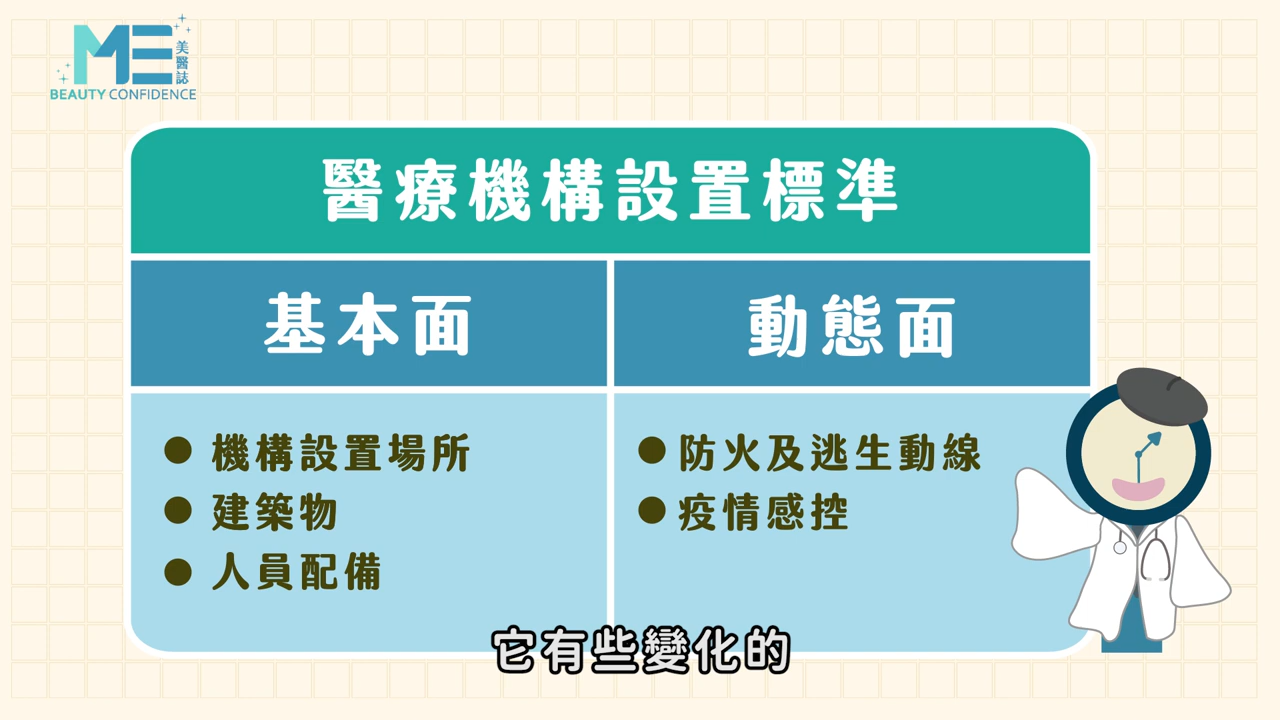 ME 美醫誌
BEAUTY CONFIDENCE
醫療機構設置標準
基本面
動態面
● 機構設置場所
● 建築物
● 人員配備
● 防火及逃生動線
● 疫情感控
它有些變化的